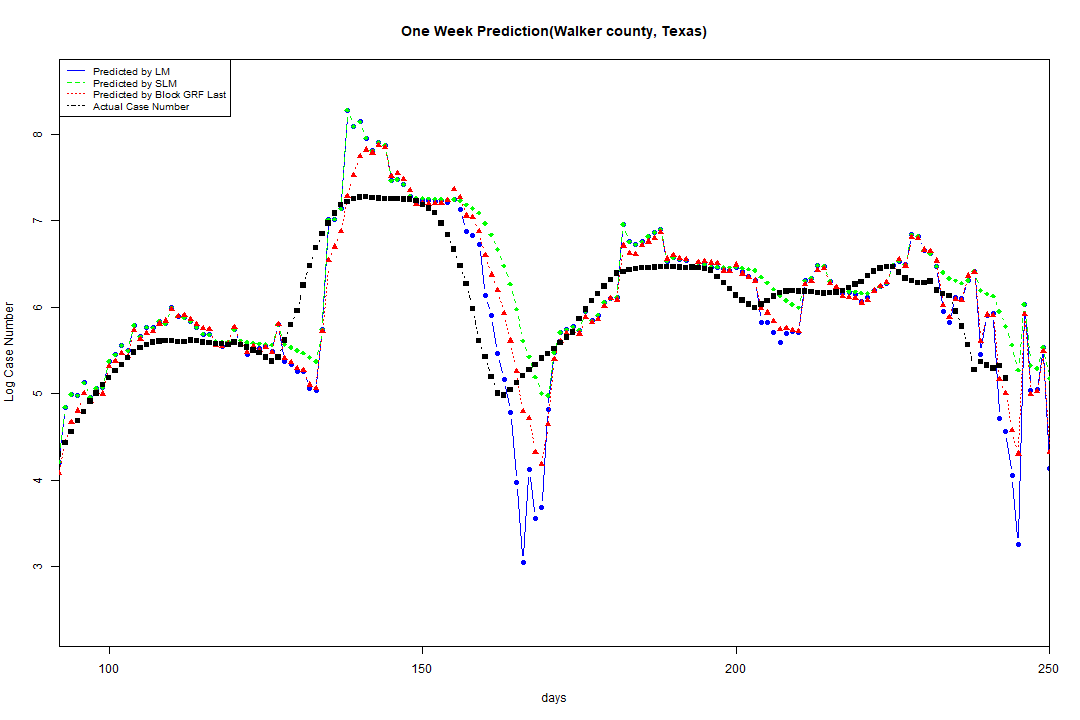 One Week Prediction(Walker county, Texas)
Predicted by LM
Predicted by SLM
Predicted by Block GRF Last
Actual Case Number
Log Case Number
8
7
6
5
4
3
100 150 200 250
days